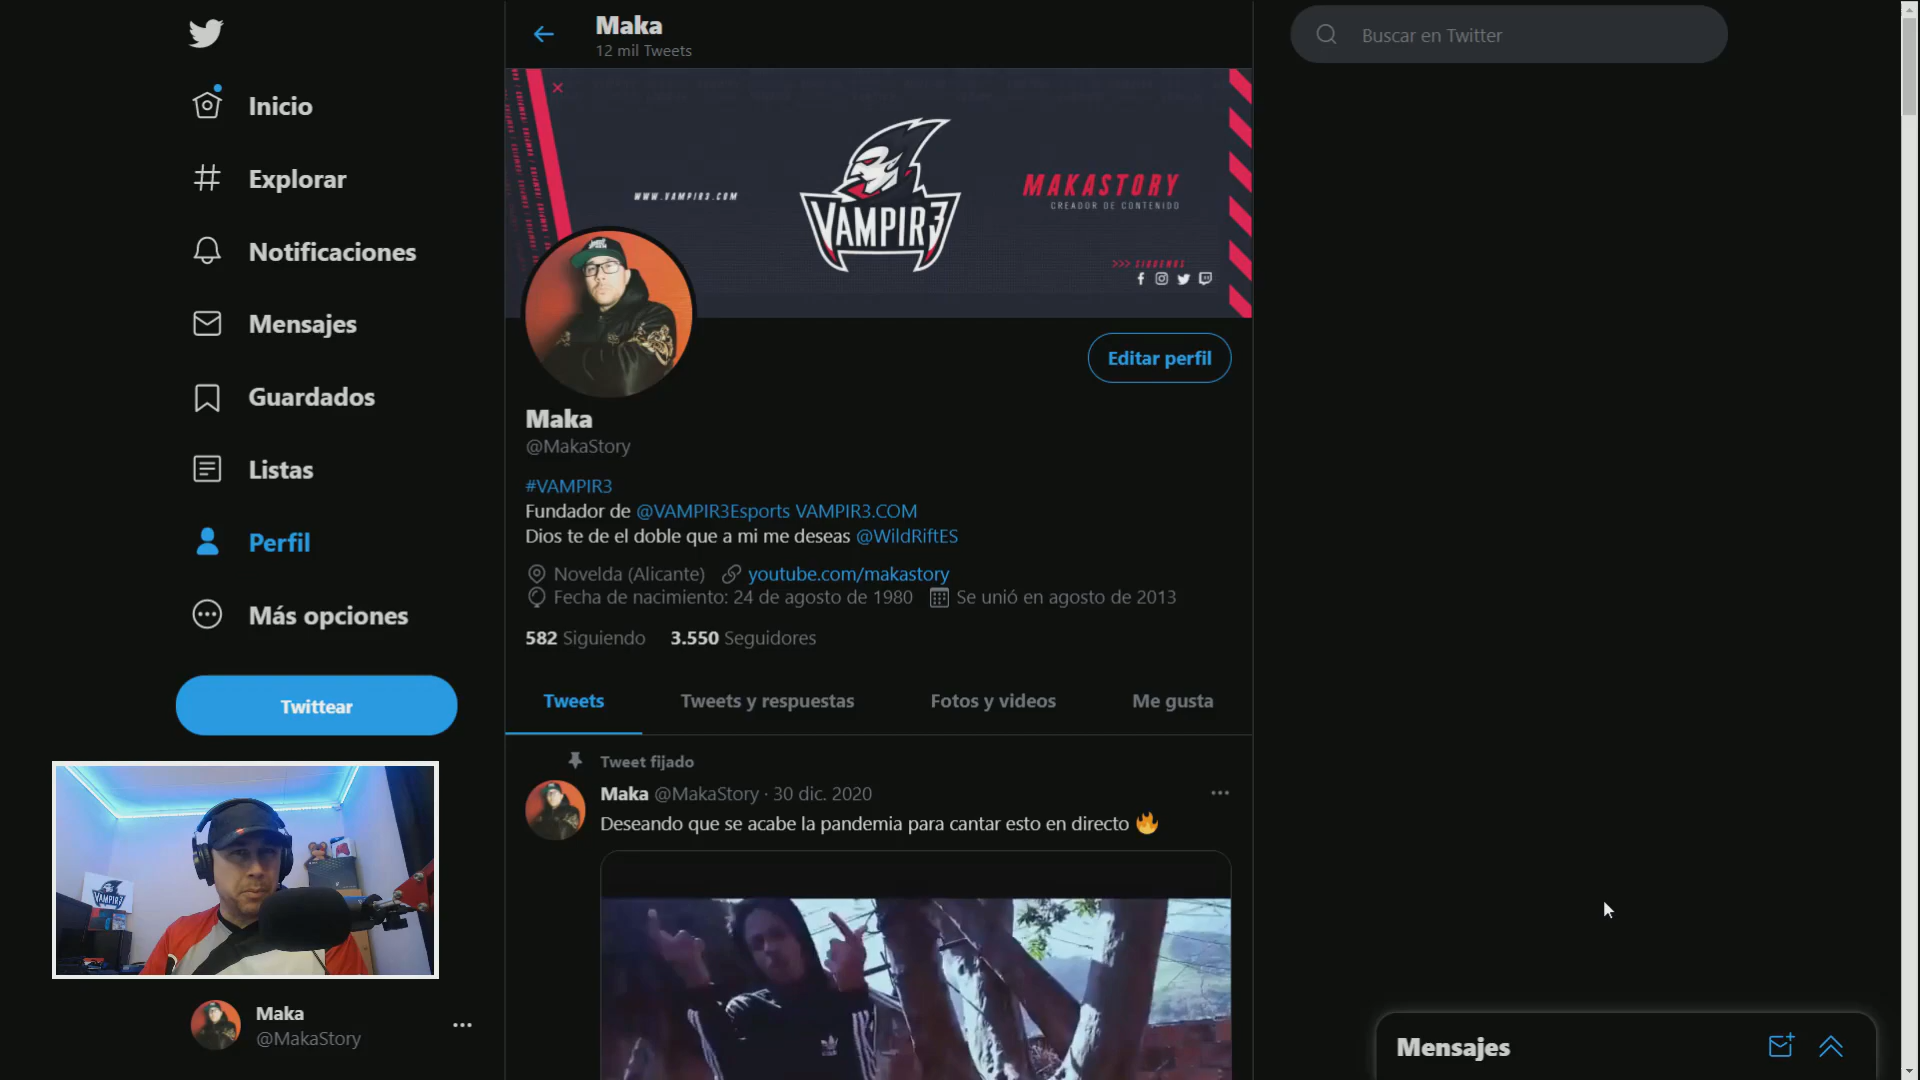 Inicio
Explorar
Notificaciones
Mensajes
Guardados
Listas
Perfil
Más opciones
Twittear
Maka
@MakaStory
Maka
12 mil Tweets
WWW.VAMPIR3.COM
VAMPIR3
MAKASTORY
CREADOR DE CONTENIDO
>>> SIGUENOS
Editar perfil
Maka
@MakaStory
#VAMPIR3
Fundador de @VAMPIR3Esports VAMPIR3.COM
Dios te de el doble que a mi me deseas @WildRiftES
Novelda (Alicante) youtube.com/makastory
Fecha de nacimiento: 24 de agosto de 1980 Se unió en agosto de 2013
582 Siguiendo 3.550 Seguidores
Tweets Tweets y respuestas Fotos y videos Me gusta
Tweet fijado
Maka @MakaStory · 30 dic. 2020
Deseando que se acabe la pandemia para cantar esto en directo 🔥
VAMPIR3
Buscar en Twitter
Mensajes